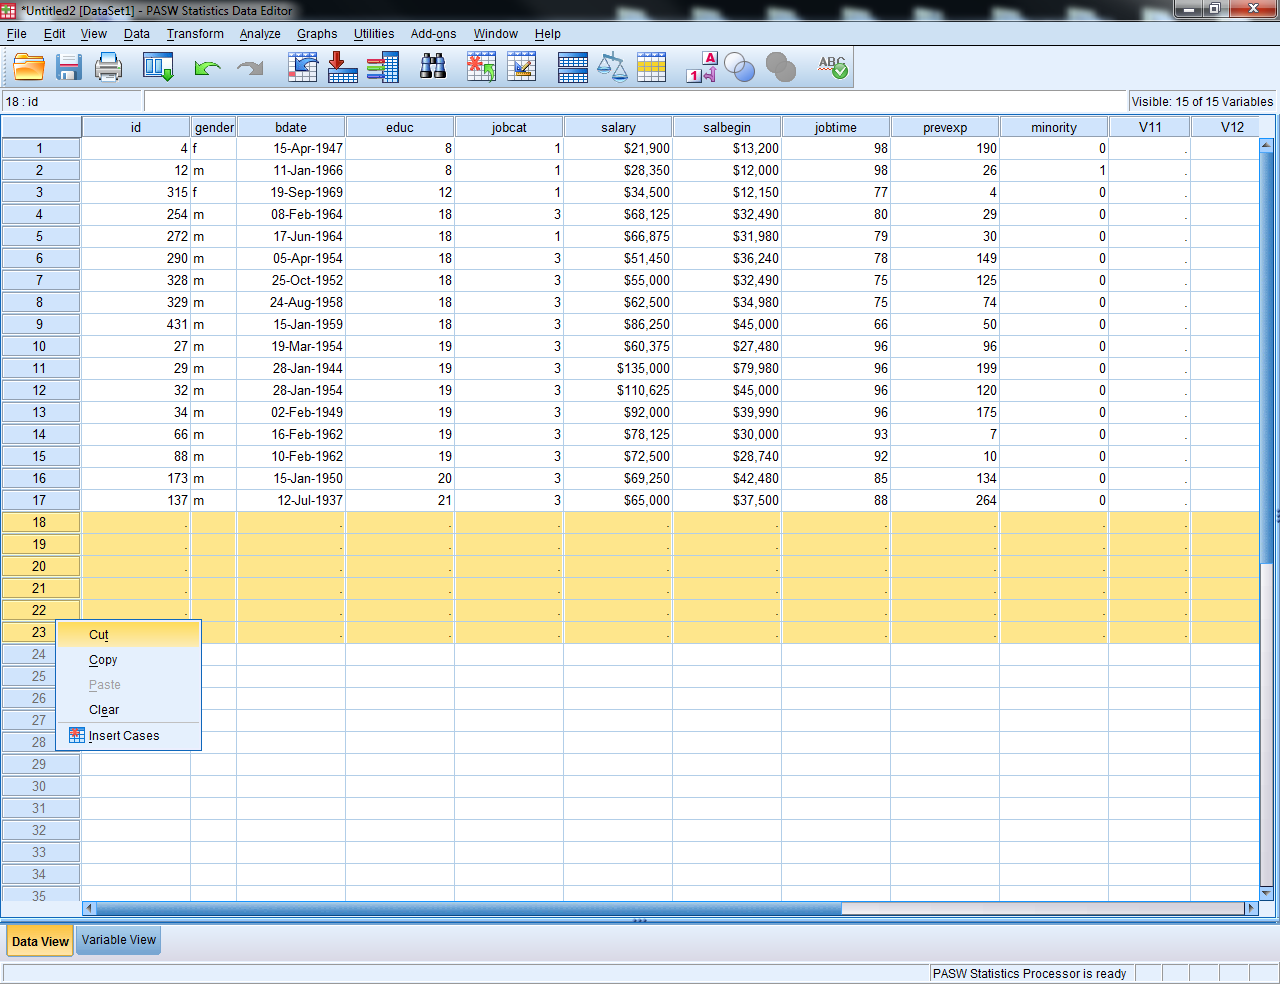 *Untitled2 [DataSet1] - PASW Statistics Data Editor
File Edit View Data Transform Analyze Graphs Utilities Add-ons Window Help
18 : id Visible: 15 of 15 Variables
id gender bdate educ jobcat salary salbegin jobtime prevexp minority V11 V12
1 4 f 15-Apr-1947 8 1 $21,900 $13,200 98 190 0 .
2 12 m 11-Jan-1966 8 1 $28,350 $12,000 98 26 1 .
3 315 f 19-Sep-1969 12 1 $34,500 $12,150 77 4 0 .
4 254 m 08-Feb-1964 18 3 $68,125 $32,490 80 29 0 .
5 272 m 17-Jun-1964 18 1 $66,875 $31,980 79 30 0 .
6 290 m 05-Apr-1954 18 3 $51,450 $36,240 78 149 0 .
7 328 m 25-Oct-1952 18 3 $55,000 $32,490 75 125 0 .
8 329 m 24-Aug-1958 18 3 $62,500 $34,980 75 74 0 .
9 431 m 15-Jan-1959 18 3 $86,250 $45,000 66 50 0 .
10 27 m 19-Mar-1954 19 3 $60,375 $27,480 96 96 0 .
11 29 m 28-Jan-1944 19 3 $135,000 $79,980 96 199 0 .
12 32 m 28-Jan-1954 19 3 $110,625 $45,000 96 120 0 .
13 34 m 02-Feb-1949 19 3 $92,000 $39,990 96 175 0 .
14 66 m 16-Feb-1962 19 3 $78,125 $30,000 93 7 0 .
15 88 m 10-Feb-1962 19 3 $72,500 $28,740 92 10 0 .
16 173 m 15-Jan-1950 20 3 $69,250 $42,480 85 134 0 .
17 137 m 12-Jul-1937 21 3 $65,000 $37,500 88 264 0 .
18 . . . . . . . . . .
19 . . . . . . . . . .
20 . . . . . . . . . .
21 . . . . . . . . . .
22 . . . . . . . . . .
23 . . . . . . . . .
Cut
24
Copy
25
Paste
26
Clear
27
Insert Cases
28
29
30
31
32
33
34
35
Data View Variable View
PASW Statistics Processor is ready